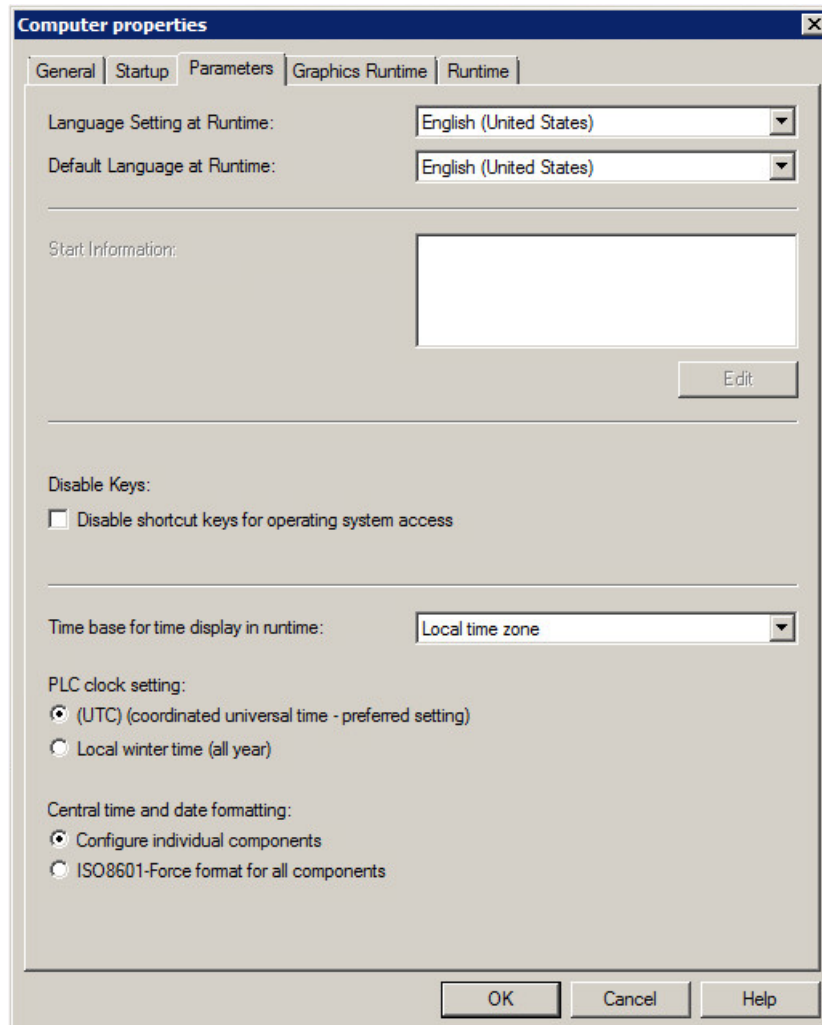 Computer properties
General Startup Parameters Graphics Runtime Runtime
Language Setting at Runtime: English (United States)
Default Language at Runtime: English (United States)
Start Information:
Edit
Disable Keys:
Disable shortcut keys for operating system access
Time base for time display in runtime: Local time zone
PLC clock setting:
(UTC) (coordinated universal time - preferred setting)
Local winter time (all year)
Central time and date formatting:
Configure individual components
ISO8601-Force format for all components
OK Cancel Help